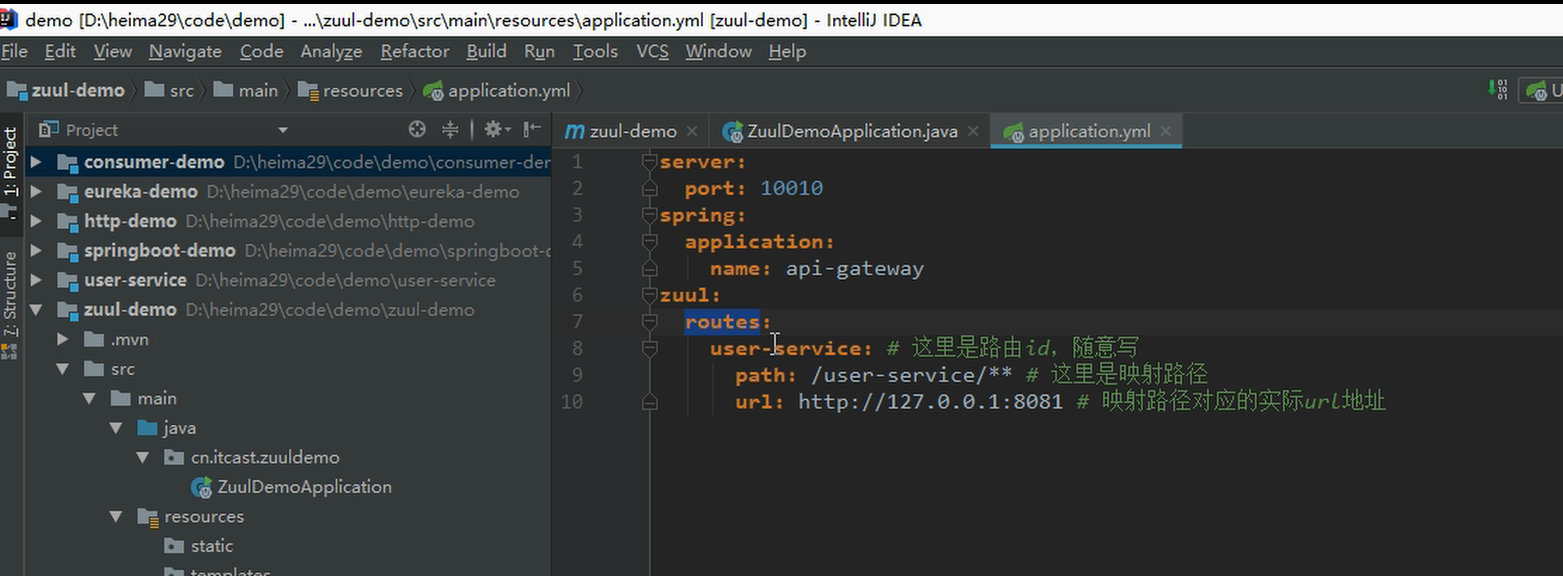 demo [D:\heima29\code\demo] - ...\zuul-demo\src\main\resources\application.yml [zuul-demo] - IntelliJ IDEA
File Edit View Navigate Code Analyze Refactor Build Run Tools VCS Window Help
zuul-demo src main resources application.yml
1: Project
7: Structure
Project
consumer-demo D:\heima29\code\demo\consumer-der
eureka-demo D:\heima29\code\demo\eureka-demo
http-demo D:\heima29\code\demo\http-demo
springboot-demo D:\heima29\code\demo\springboot-c
user-service D:\heima29\code\demo\user-service
zuul-demo D:\heima29\code\demo\zuul-demo
.mvn
src
main
java
cn.itcast.zuuldemo
ZuulDemoApplication
resources
static
templates
zuul-demo ZuulDemoApplication.java application.yml
1 server:
2 port: 10010
3 spring:
4 application:
5 name: api-gateway
6 zuul:
7 routes:
8 user-service: # 这里是路由id，随意写
9 path: /user-service/** # 这里是映射路径
10 url: http://127.0.0.1:8081 # 映射路径对应的实际url地址